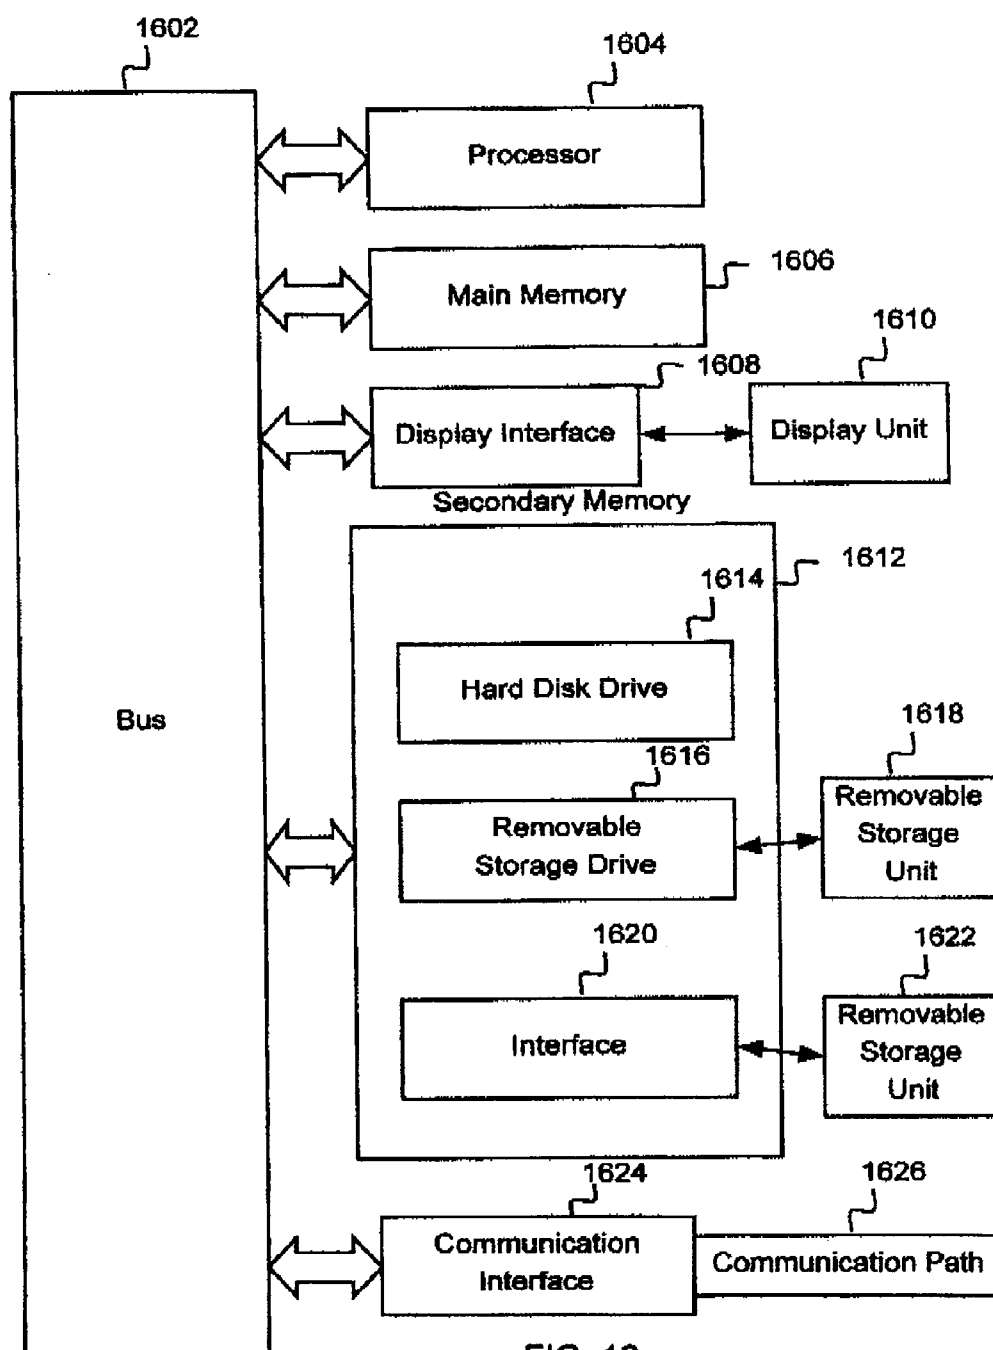 1602
1604
Processor
1606
Main Memory
1608
1610
Display Interface
Display Unit
Secondary Memory
1612
1614
Hard Disk Drive
Bus
1616
1618
Removable
Storage Drive
Removable
Storage
Unit
1620
1622
Interface
Removable
Storage
Unit
1624
1626
Communication
Interface
Communication Path